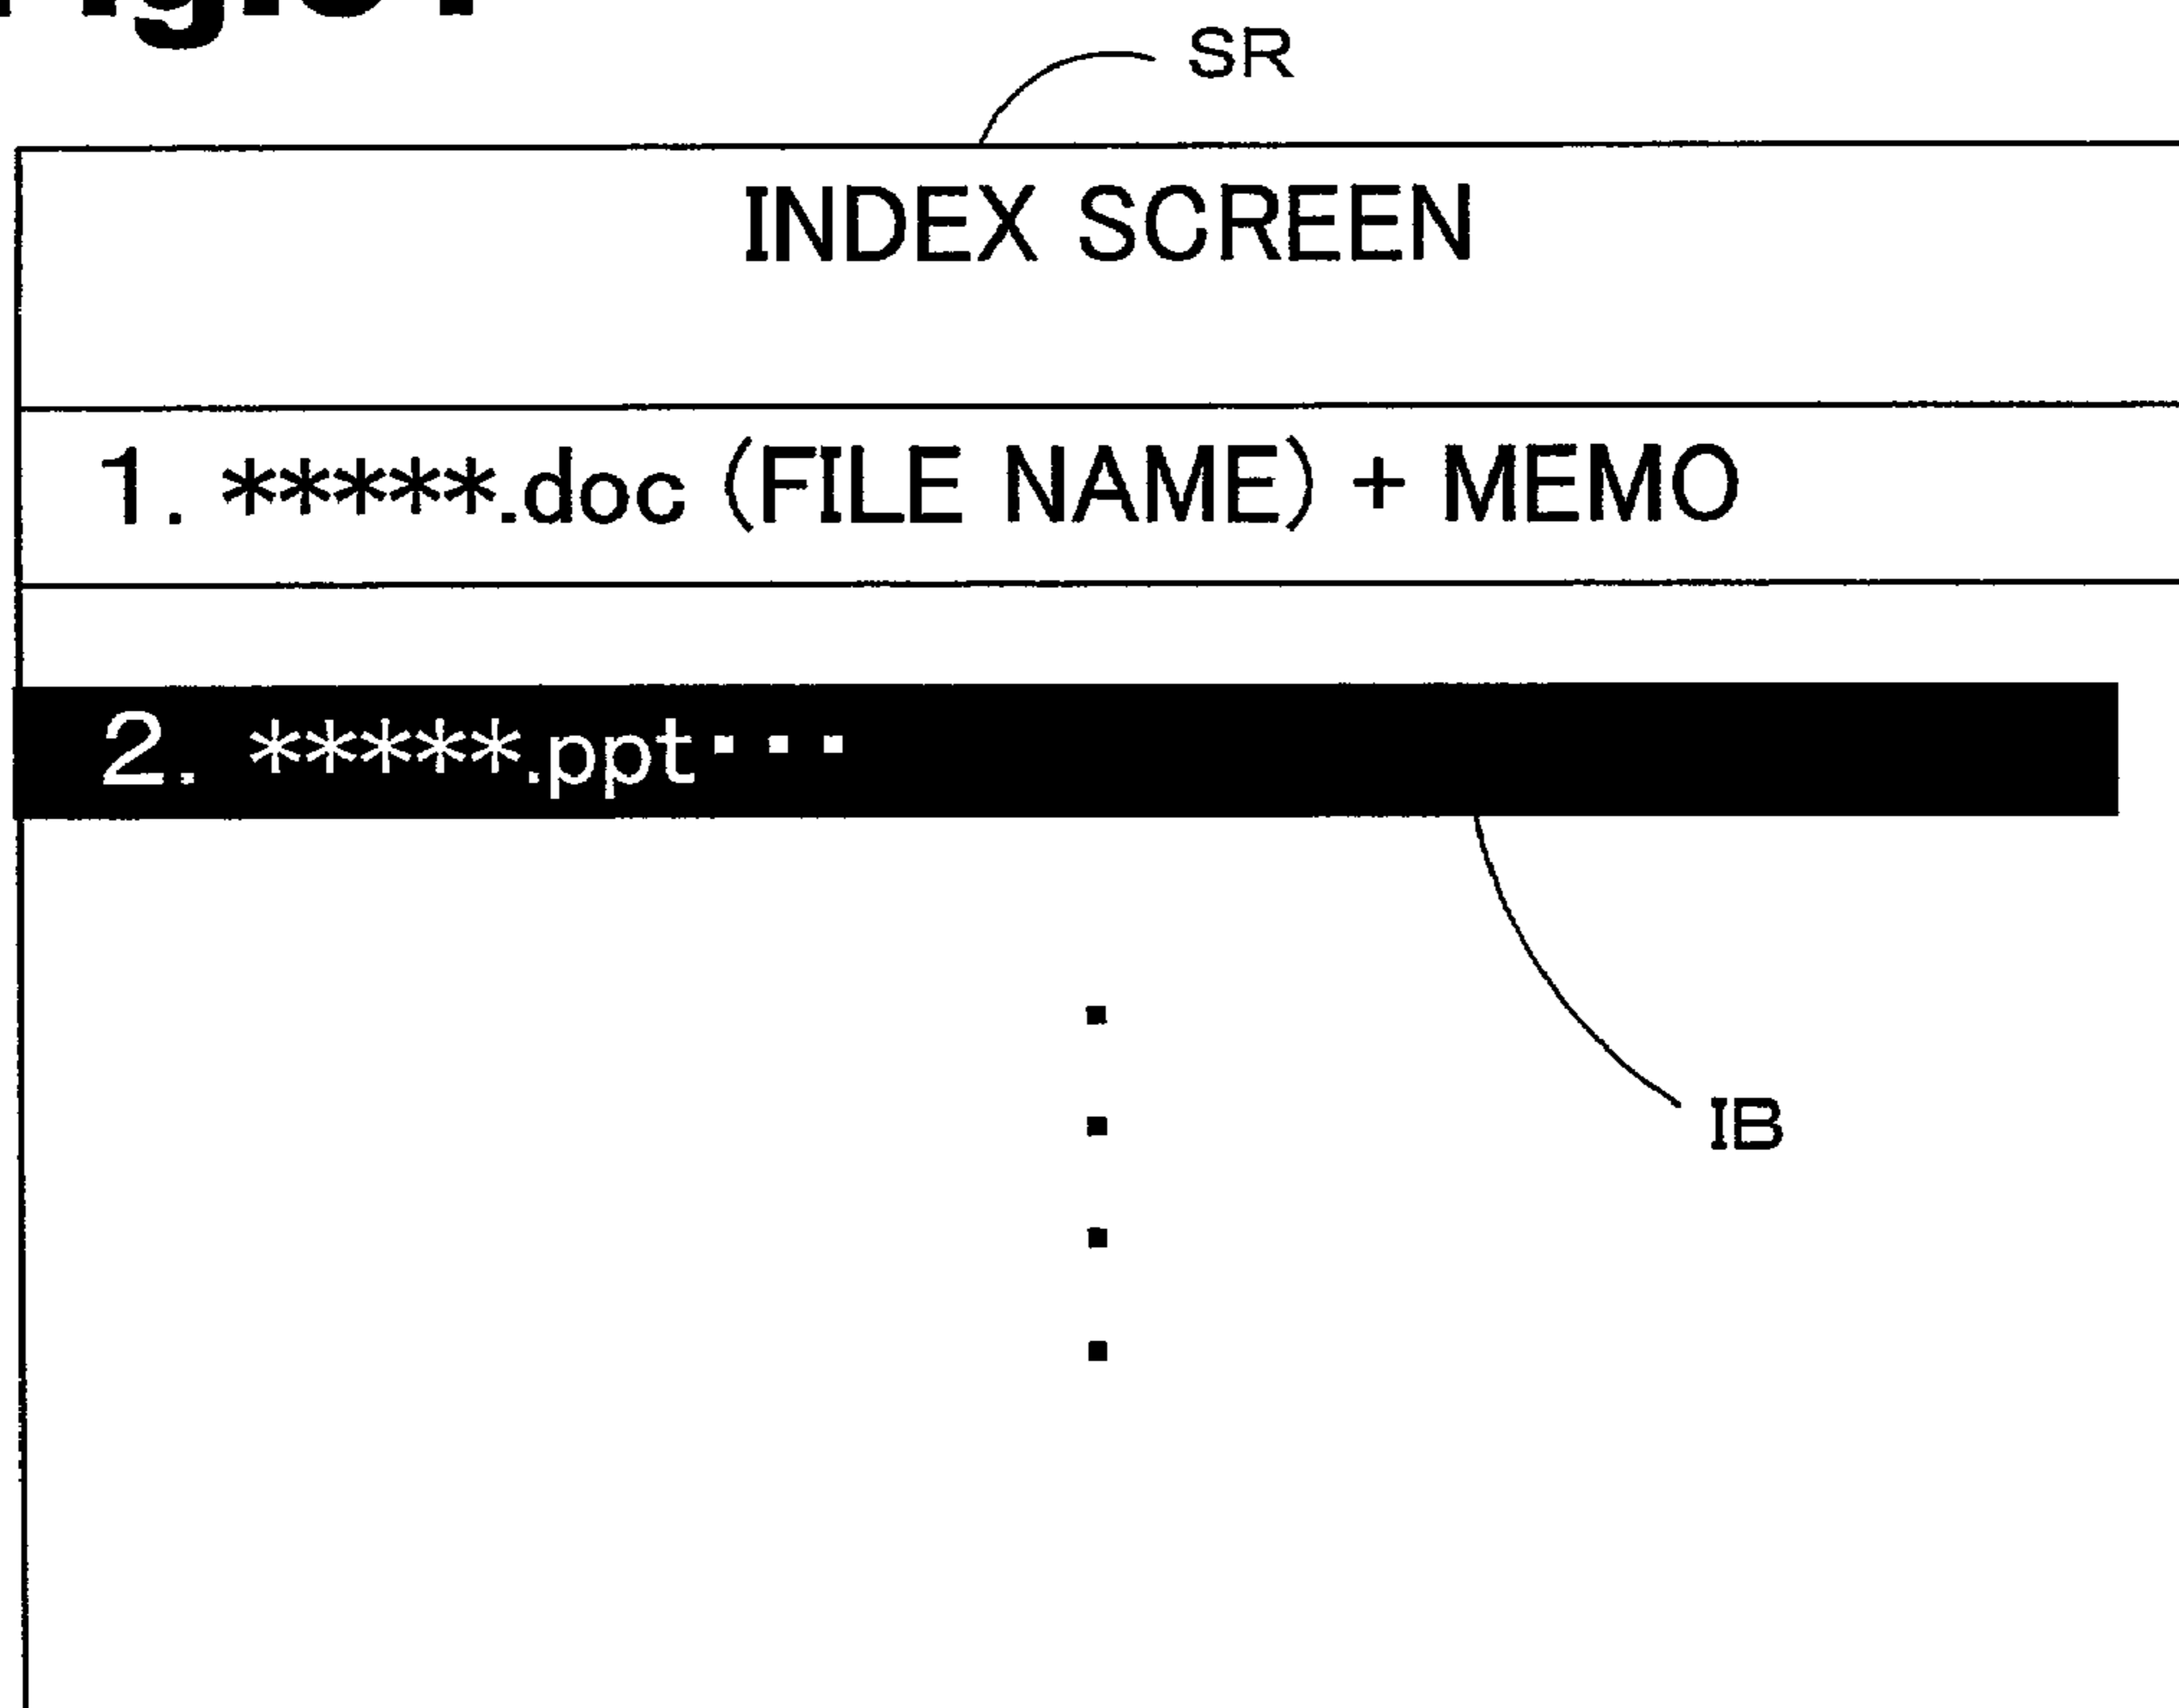 SR
INDEX SCREEN
1. *****.doc (FILE NAME) + MEMO
2. *****.ppt・・・
IB